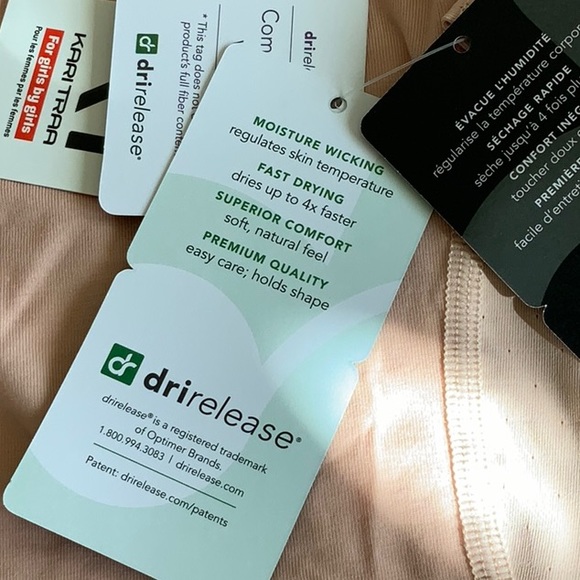 KARI TRAA
For girls by girls
Pour les femmes par les femmes
drirelease®
* This tag does not
product's full fiber content
drirele
Com
MOISTURE WICKING
regulates skin temperature
FAST DRYING
dries up to 4x faster
SUPERIOR COMFORT
soft, natural feel
PREMIUM QUALITY
easy care; holds shape
drirelease®
drirelease® is a registered trademark
of Optimer Brands.
1.800.994.3083 | drirelease.com
Patent: drirelease.com/patents
ÉVACUE L'HUMIDITÉ
régularise la température corpo
SÉCHAGE RAPIDE
sèche jusqu'à 4 fois pl
CONFORT INÉ
toucher doux
PREMIÈR
facile d'entre